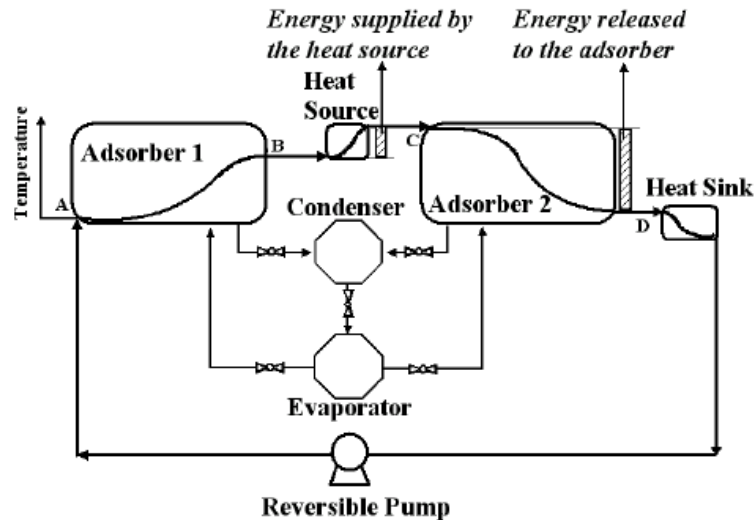 Energy supplied by
the heat source
Energy released
to the adsorber
Heat
Source
Temperature
Adsorber 1
A
B
C
Adsorber 2
D
Heat Sink
Condenser
Evaporator
Reversible Pump